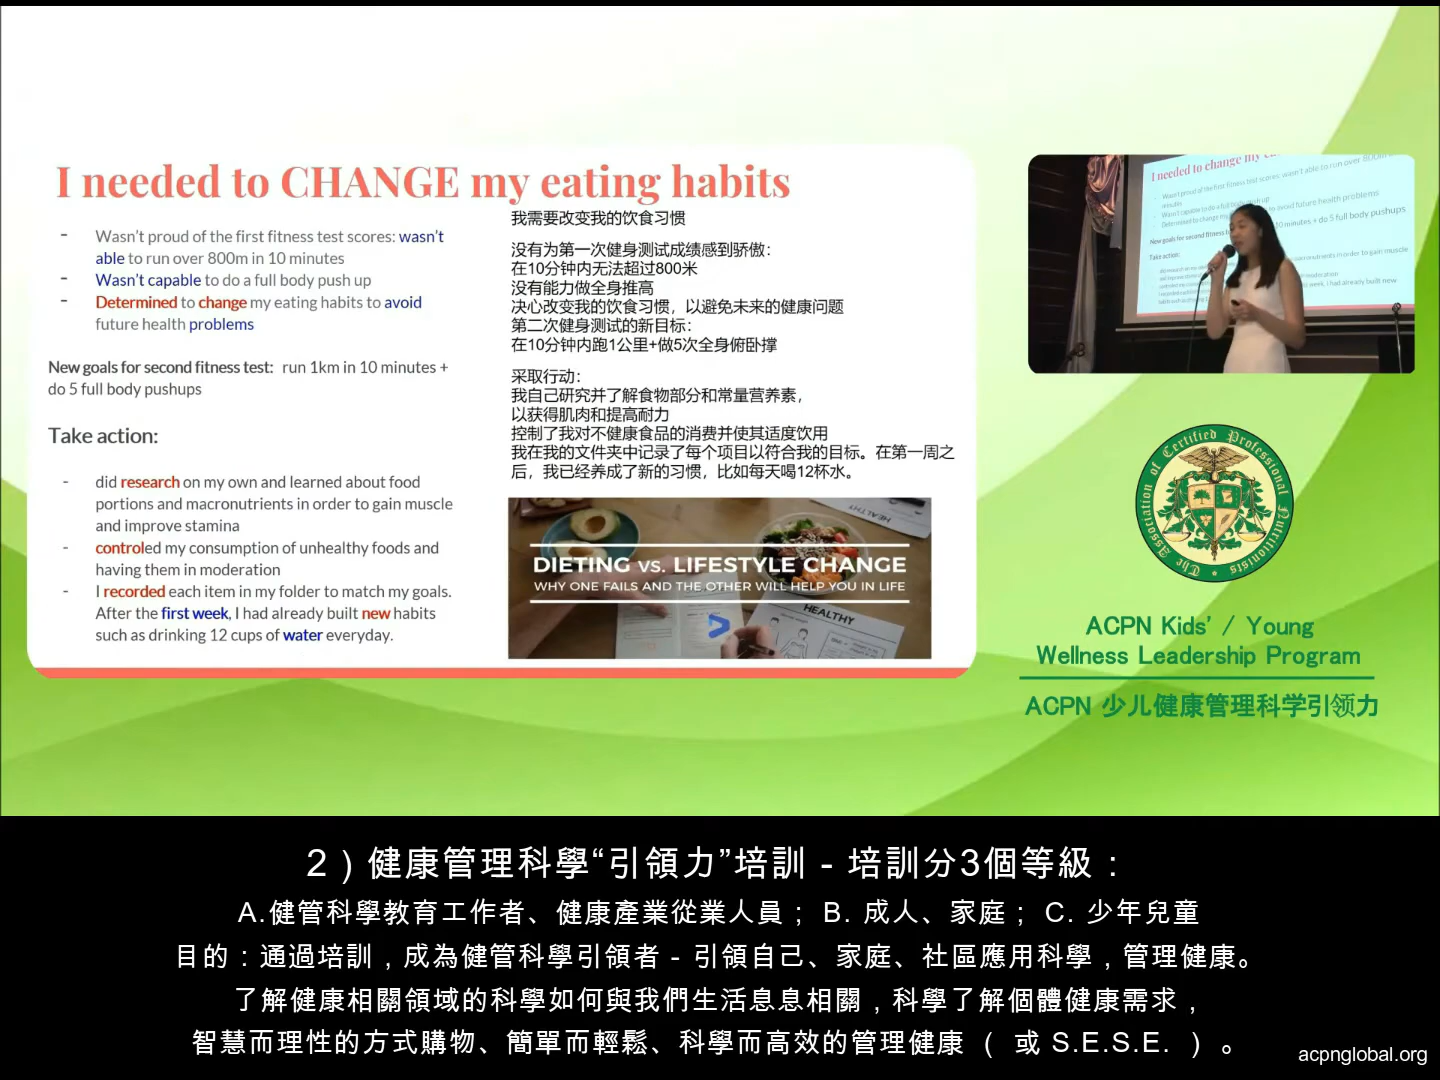 I needed to CHANGE my eating habits
- Wasn't proud of the first fitness test scores: wasn't
able to run over 800m in 10 minutes
- Wasn't capable to do a full body push up
- Determined to change my eating habits to avoid
future health problems
New goals for second fitness test: run 1km in 10 minutes +
do 5 full body pushups
Take action:
- did research on my own and learned about food
portions and macronutrients in order to gain muscle
and improve stamina
- controled my consumption of unhealthy foods and
having them in moderation
- I recorded each item in my folder to match my goals.
After the first week, I had already built new habits
such as drinking 12 cups of water everyday.
我需要改变我的饮食习惯
没有为第一次健身测试成绩感到骄傲：
在10分钟内无法超过800米
没有能力做全身推高
决心改变我的饮食习惯，以避免未来的健康问题
第二次健身测试的新目标：
在10分钟内跑1公里+做5次全身俯卧撑
采取行动：
我自己研究并了解食物部分和常量营养素，
以获得肌肉和提高耐力
控制了我对不健康食品的消费并使其适度饮用
我在我的文件夹中记录了每个项目以符合我的目标。在第一周之
后，我已经养成了新的习惯，比如每天喝12杯水。
HEALTHY
DIETING vs. LIFESTYLE CHANGE
WHY ONE FAILS AND THE OTHER WILL HELP YOU IN LIFE
HEALTHY
I needed to change my
Take action:
The Association of Certified Professional Nutritionists
ACPN Kids' / Young
Wellness Leadership Program
ACPN 少儿健康管理科学引领力
2）健康管理科學“引領力”培訓 - 培訓分3個等級：
A.健管科學教育工作者、健康產業從業人員； B. 成人、家庭； C. 少年兒童
目的：通過培訓，成為健管科學引領者 - 引領自己、家庭、社區應用科學，管理健康。
了解健康相關領域的科學如何與我們生活息息相關，科學了解個體健康需求，
智慧而理性的方式購物、簡單而輕鬆、科學而高效的管理健康 （ 或 S.E.S.E. ） 。
acpnglobal.org